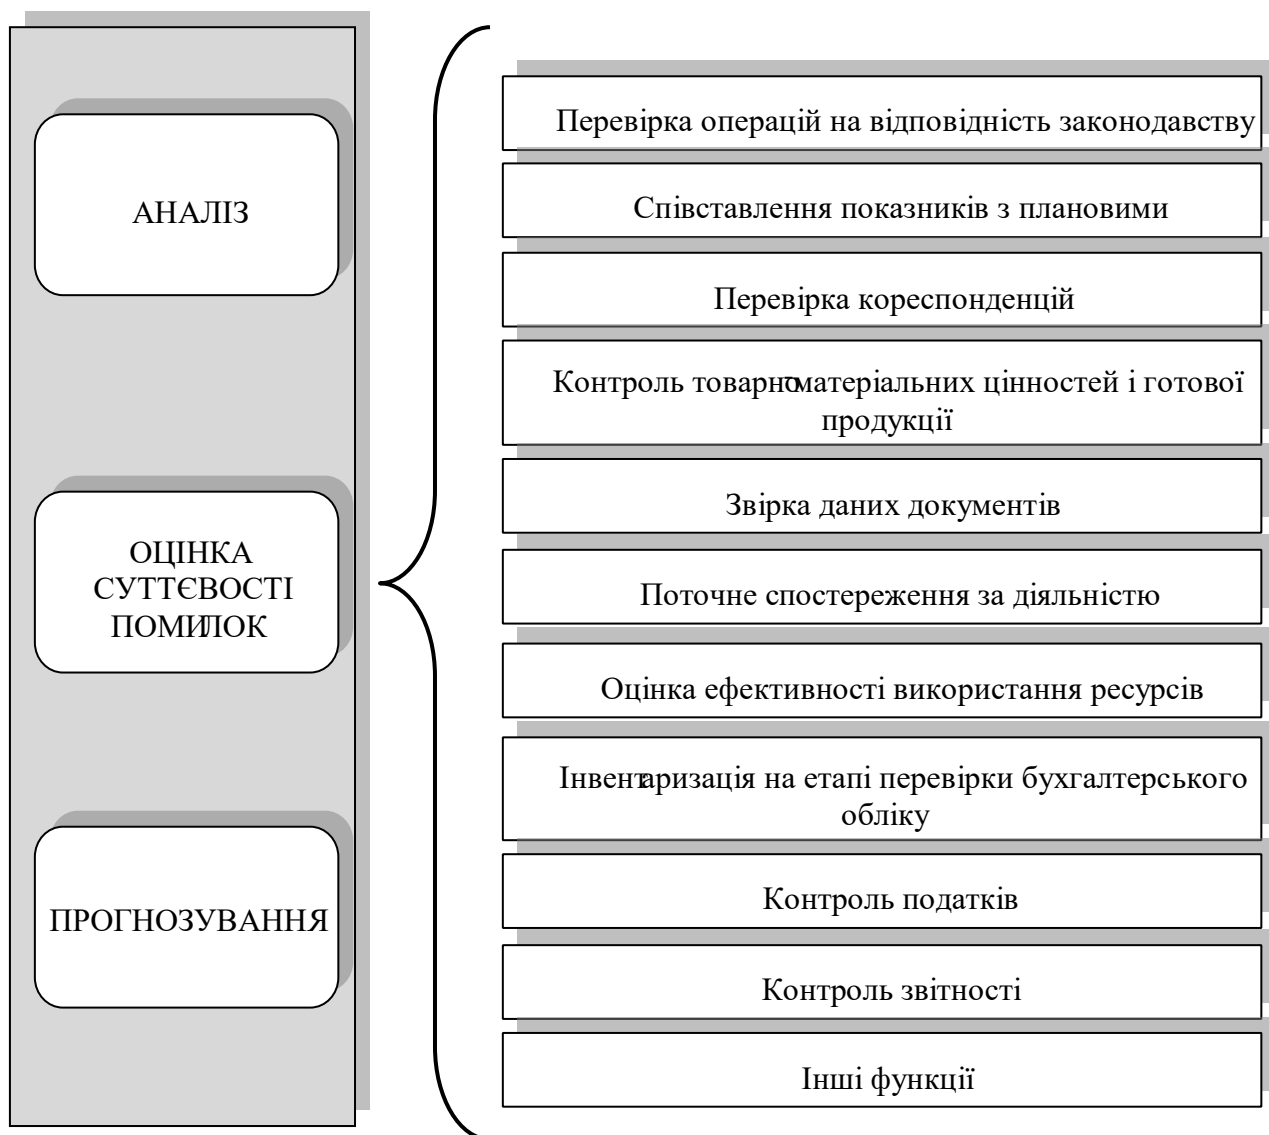 АНАЛІЗ
ОЦІНКА
СУТТЄВОСТІ
ПОМИЛОК
ПРОГНОЗУВАННЯ
Перевірка операцій на відповідність законодавству
Співставлення показників з плановими
Перевірка кореспонденцій
Контроль товарно-матеріальних цінностей і готової
продукції
Звірка даних документів
Поточне спостереження за діяльністю
Оцінка ефективності використання ресурсів
Інвентаризація на етапі перевірки бухгалтерського
обліку
Контроль податків
Контроль звітності
Інші функції